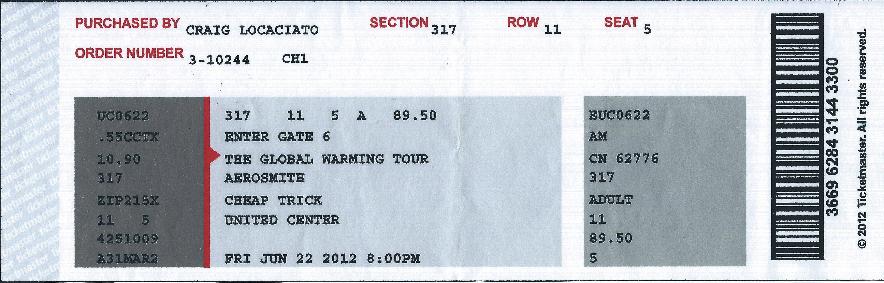 PURCHASED BY CRAIG LOCACIATO SECTION 317 ROW 11 SEAT 5
ORDER NUMBER 3-10244 CH1
UC0622 317 11 5 A 89.50 EUC0622
.55CCTX ENTER GATE 6 AM
10.90 THE GLOBAL WARMING TOUR CN 62776
317 AEROSMITH 317
ZIP215X CHEAP TRICK ADULT
11 5 UNITED CENTER 11
4251009 89.50
A31MAR2 FRI JUN 22 2012 8:00PM 5
3669 6284 3144 3300
© 2012 Ticketmaster. All rights reserved.